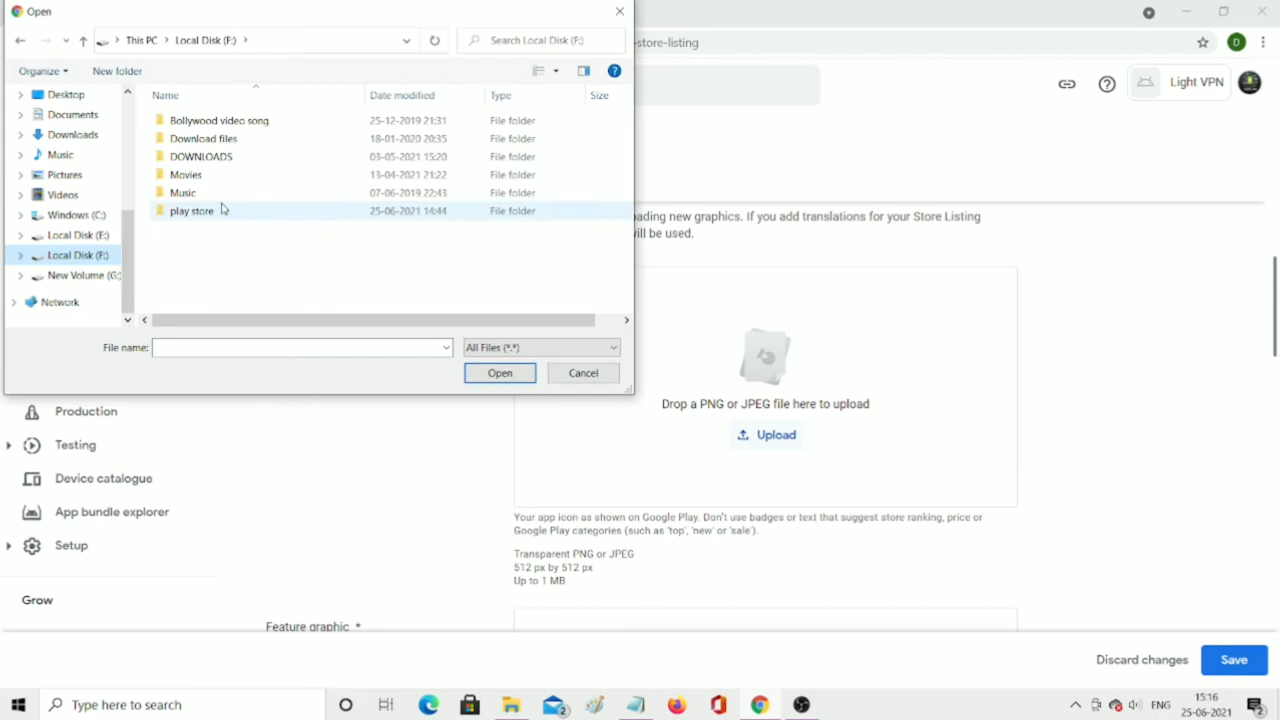 Open
This PC > Local Disk (F:) >
Search Local Disk (F:)
-store-listing
D
Organize
New folder
?
Light VPN
Desktop
Documents
Downloads
Music
Pictures
Videos
Windows (C:)
Local Disk (E:)
Local Disk (F:)
New Volume (G:
Network
Name Date modified Type Size
Bollywood video song 25-12-2019 21:31 File folder
Download files 18-01-2020 20:35 File folder
DOWNLOADS 03-05-2021 15:20 File folder
Movies 13-04-2021 21:22 File folder
Music 07-06-2019 22:43 File folder
play store 25-06-2021 14:44 File folder
File name:
All Files (*.*)
Open
Cancel
ading new graphics. If you add translations for your Store Listing
will be used.
Drop a PNG or JPEG file here to upload
Upload
Your app icon as shown on Google Play. Don't use badges or text that suggest store ranking, price or
Google Play categories (such as 'top', 'new' or 'sale').
Transparent PNG or JPEG
512 px by 512 px
Up to 1 MB
Production
Testing
Device catalogue
App bundle explorer
Setup
Grow
Feature graphic *
Discard changes
Save
Type here to search
2
ENG
15:16
25-06-2021
2